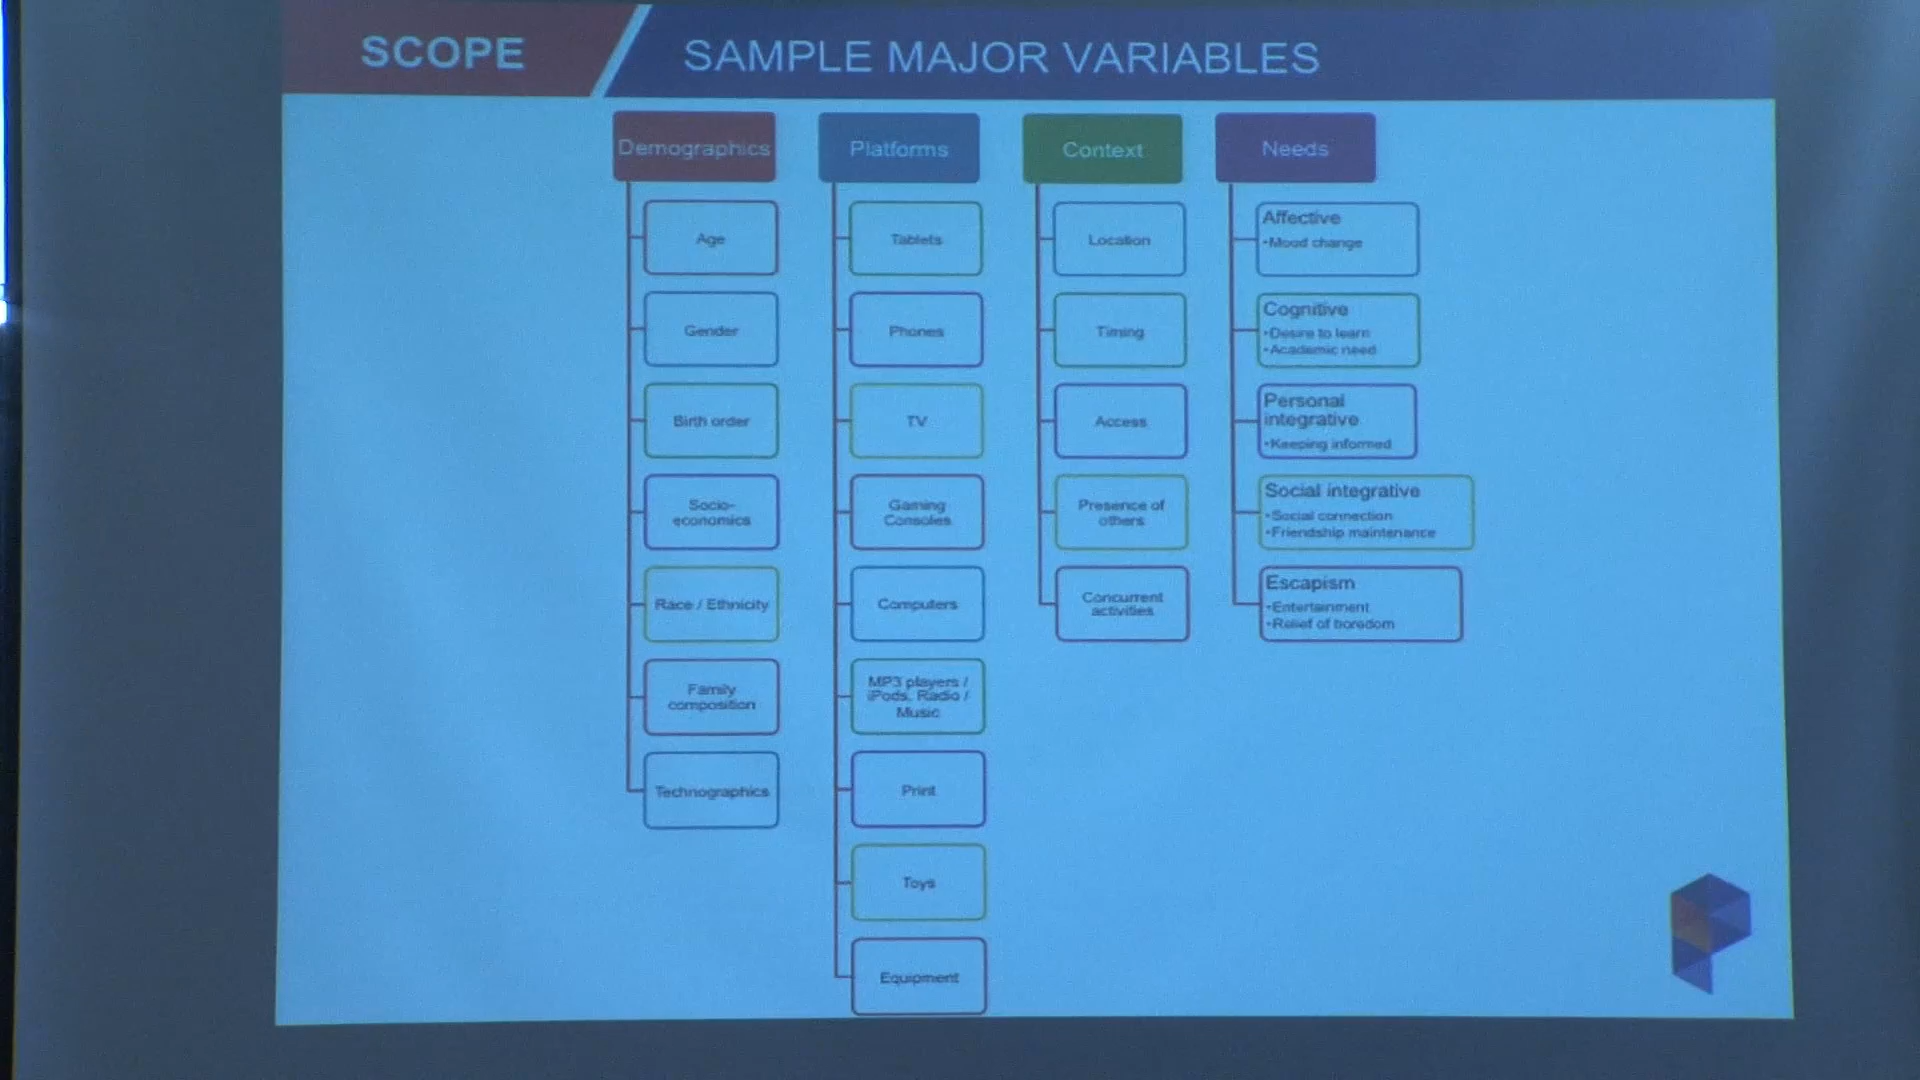 SCOPE
SAMPLE MAJOR VARIABLES
Demographics
Age
Gender
Birth order
Socio-
economics
Race / Ethnicity
Family
composition
Technographics
Platforms
Tablets
Phones
TV
Gaming
Consoles
Computers
MP3 players /
iPods, Radio /
Music
Print
Toys
Equipment
Context
Location
Timing
Access
Presence of
others
Concurrent
activities
Needs
Affective
•Mood change
Cognitive
•Desire to learn
•Academic need
Personal
integrative
•Keeping informed
Social integrative
•Social connection
•Friendship maintenance
Escapism
•Entertainment
•Relief of boredom